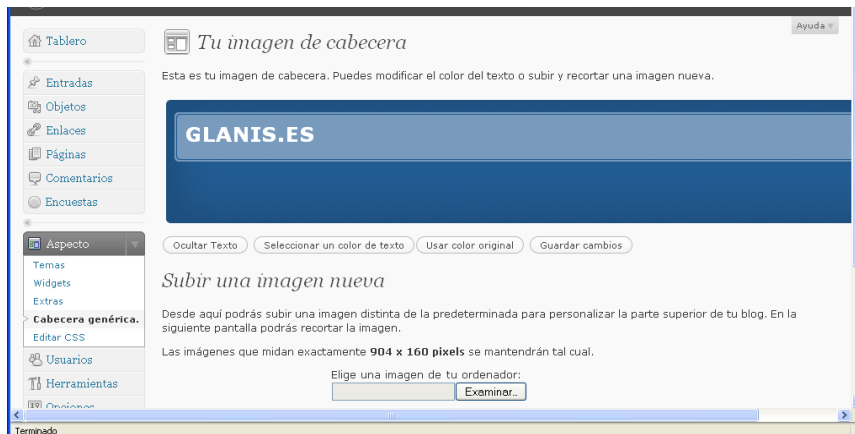 Ayuda
Tablero
Entradas
Objetos
Enlaces
Páginas
Comentarios
Encuestas
Aspecto
Temas
Widgets
Extras
Cabecera genérica.
Editar CSS
Usuarios
Herramientas
Opciones
Tu imagen de cabecera
Esta es tu imagen de cabecera. Puedes modificar el color del texto o subir y recortar una imagen nueva.
GLANIS.ES
Ocultar Texto Seleccionar un color de texto Usar color original Guardar cambios
Subir una imagen nueva
Desde aquí podrás subir una imagen distinta de la predeterminada para personalizar la parte superior de tu blog. En la
siguiente pantalla podrás recortar la imagen.
Las imágenes que midan exactamente 904 x 160 pixels se mantendrán tal cual.
Elige una imagen de tu ordenador:
Examinar...
Terminado